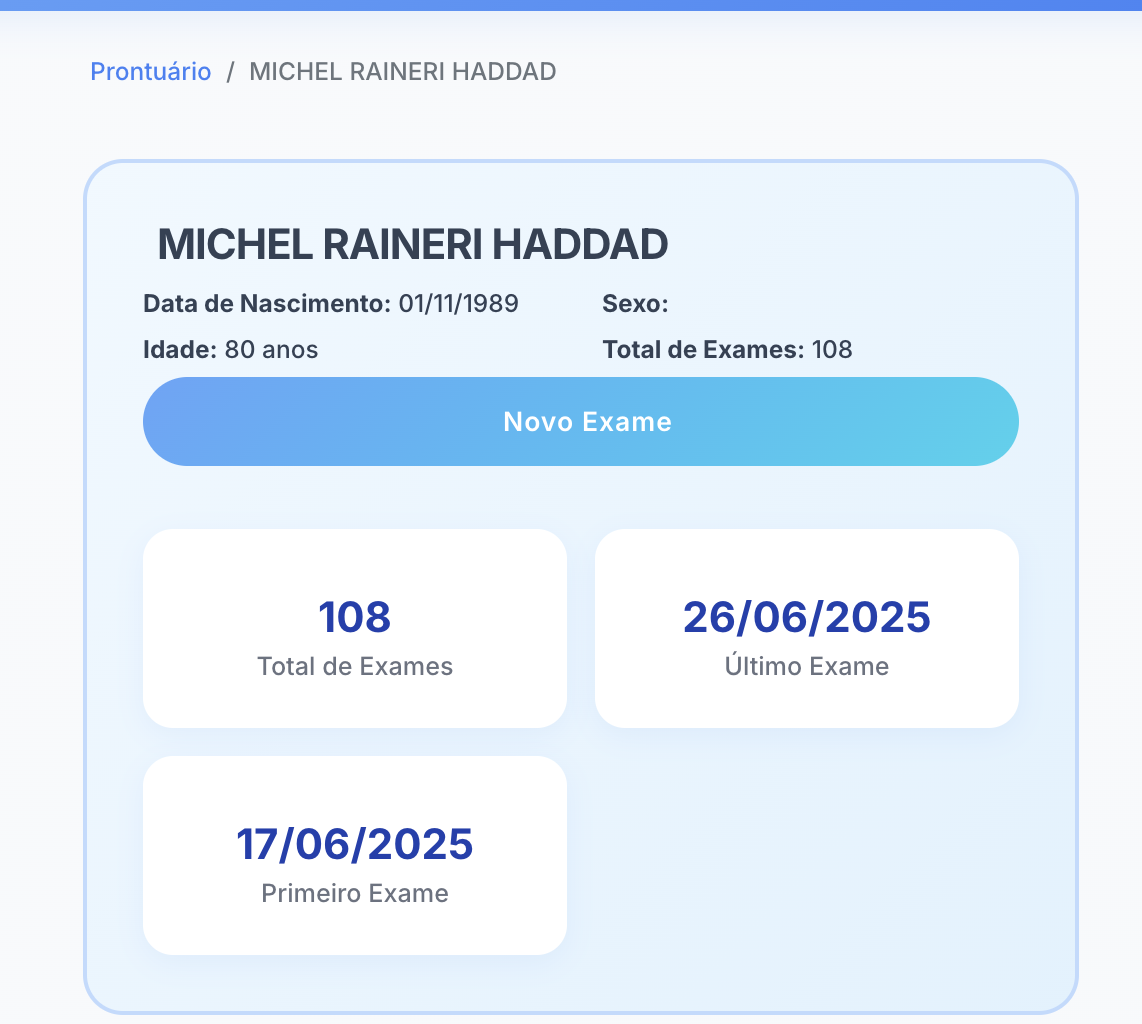 Prontuário / MICHEL RAINERI HADDAD
MICHEL RAINERI HADDAD
Data de Nascimento: 01/11/1989 Sexo:
Idade: 80 anos Total de Exames: 108
Novo Exame
108
Total de Exames
26/06/2025
Último Exame
17/06/2025
Primeiro Exame